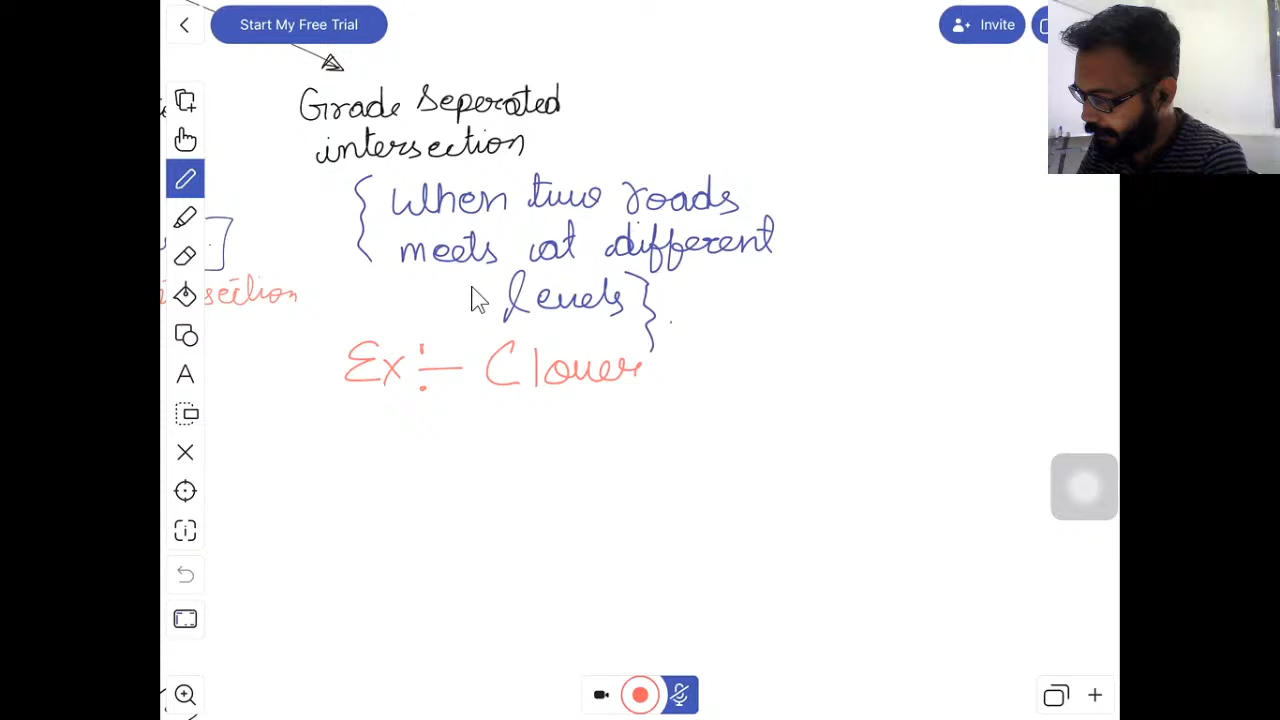 Start My Free Trial
Invite
Grade Seperated
intersection
{ When two roads
meets at different
levels }.
section
Ex :- Clover
A